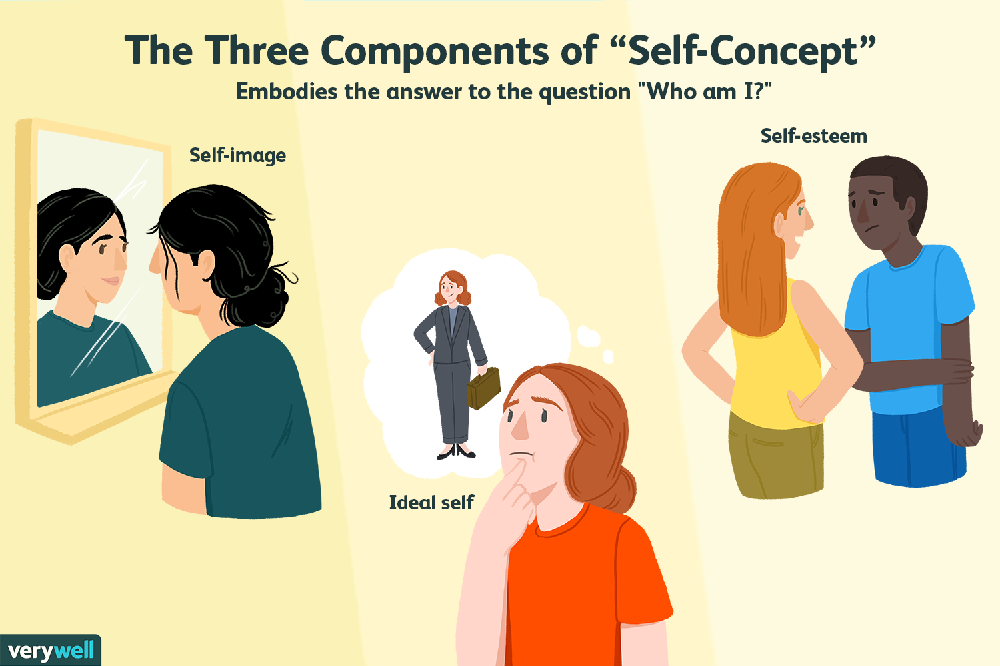 The Three Components of “Self-Concept”
Embodies the answer to the question "Who am I?"
Self-image
Self-esteem
Ideal self
verywell